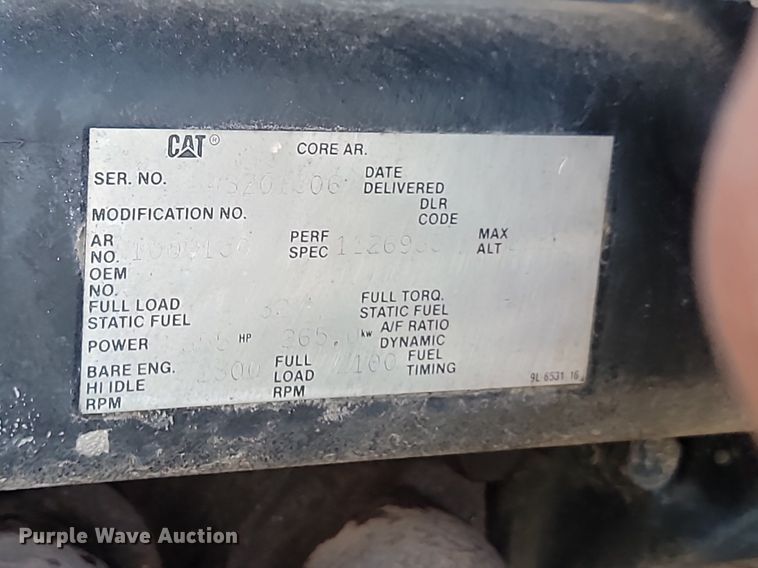 CAT® CORE AR.
SER. NO. DATE DELIVERED
MODIFICATION NO. DLR CODE
AR NO. PERF SPEC MAX ALT
OEM NO.
FULL LOAD STATIC FUEL FULL TORQ. STATIC FUEL
POWER HP 265.0 kw A/F RATIO DYNAMIC
BARE ENG. HI IDLE RPM FULL LOAD RPM FUEL TIMING
9L 6531 16
Purple Wave Auction